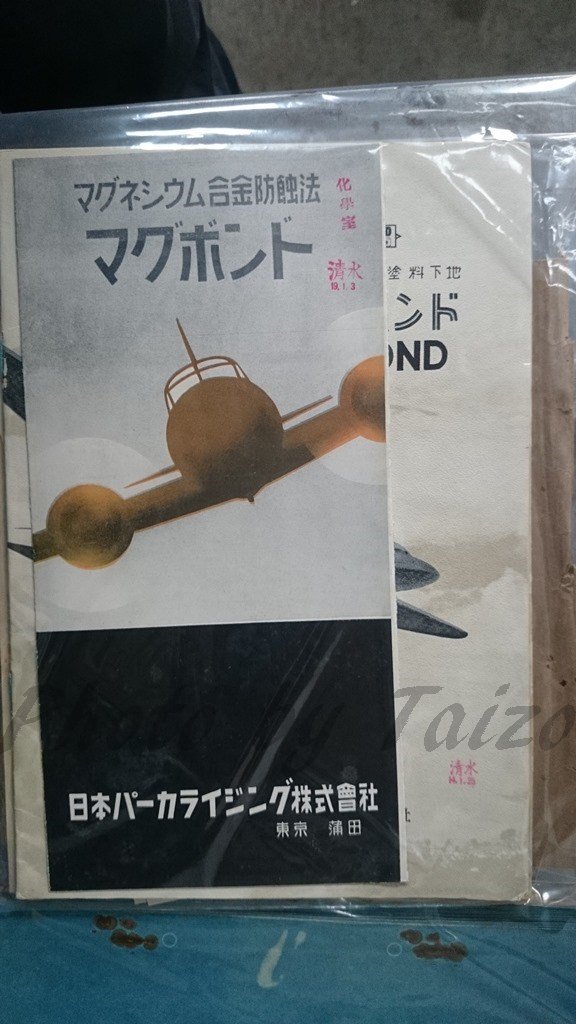 マグネシウム合金防蝕法
マグボンド
化學室
清水
19.1.3
塗料下地
ンド
OND
日本パーカライジング株式會社
東京 蒲田
清水
Photo by Taizo